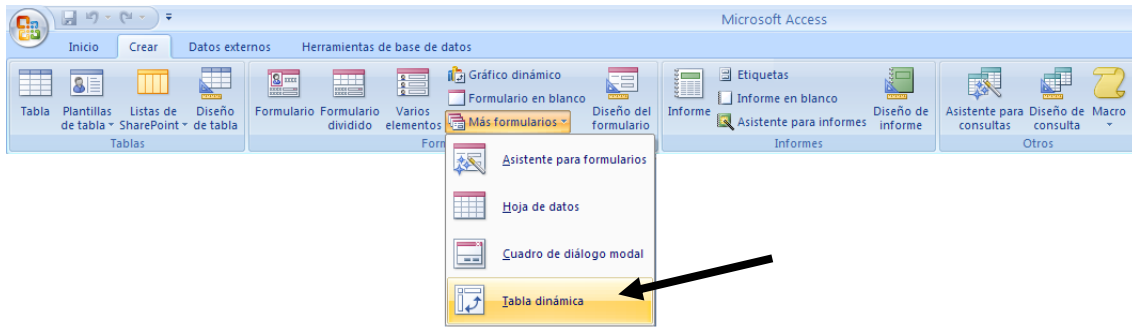 Microsoft Access
Inicio Crear Datos externos Herramientas de base de datos
Tabla
Plantillas
de tabla
Listas de
SharePoint
Diseño
de tabla
Tablas
Formulario
Formulario
dividido
Varios
elementos
Gráfico dinámico
Formulario en blanco
Más formularios
Diseño del
formulario
Form
Informe
Etiquetas
Informe en blanco
Asistente para informes
Diseño de
informe
Informes
Asistente para
consultas
Diseño de
consulta
Macro
Otros
Asistente para formularios
Hoja de datos
Cuadro de diálogo modal
Tabla dinámica